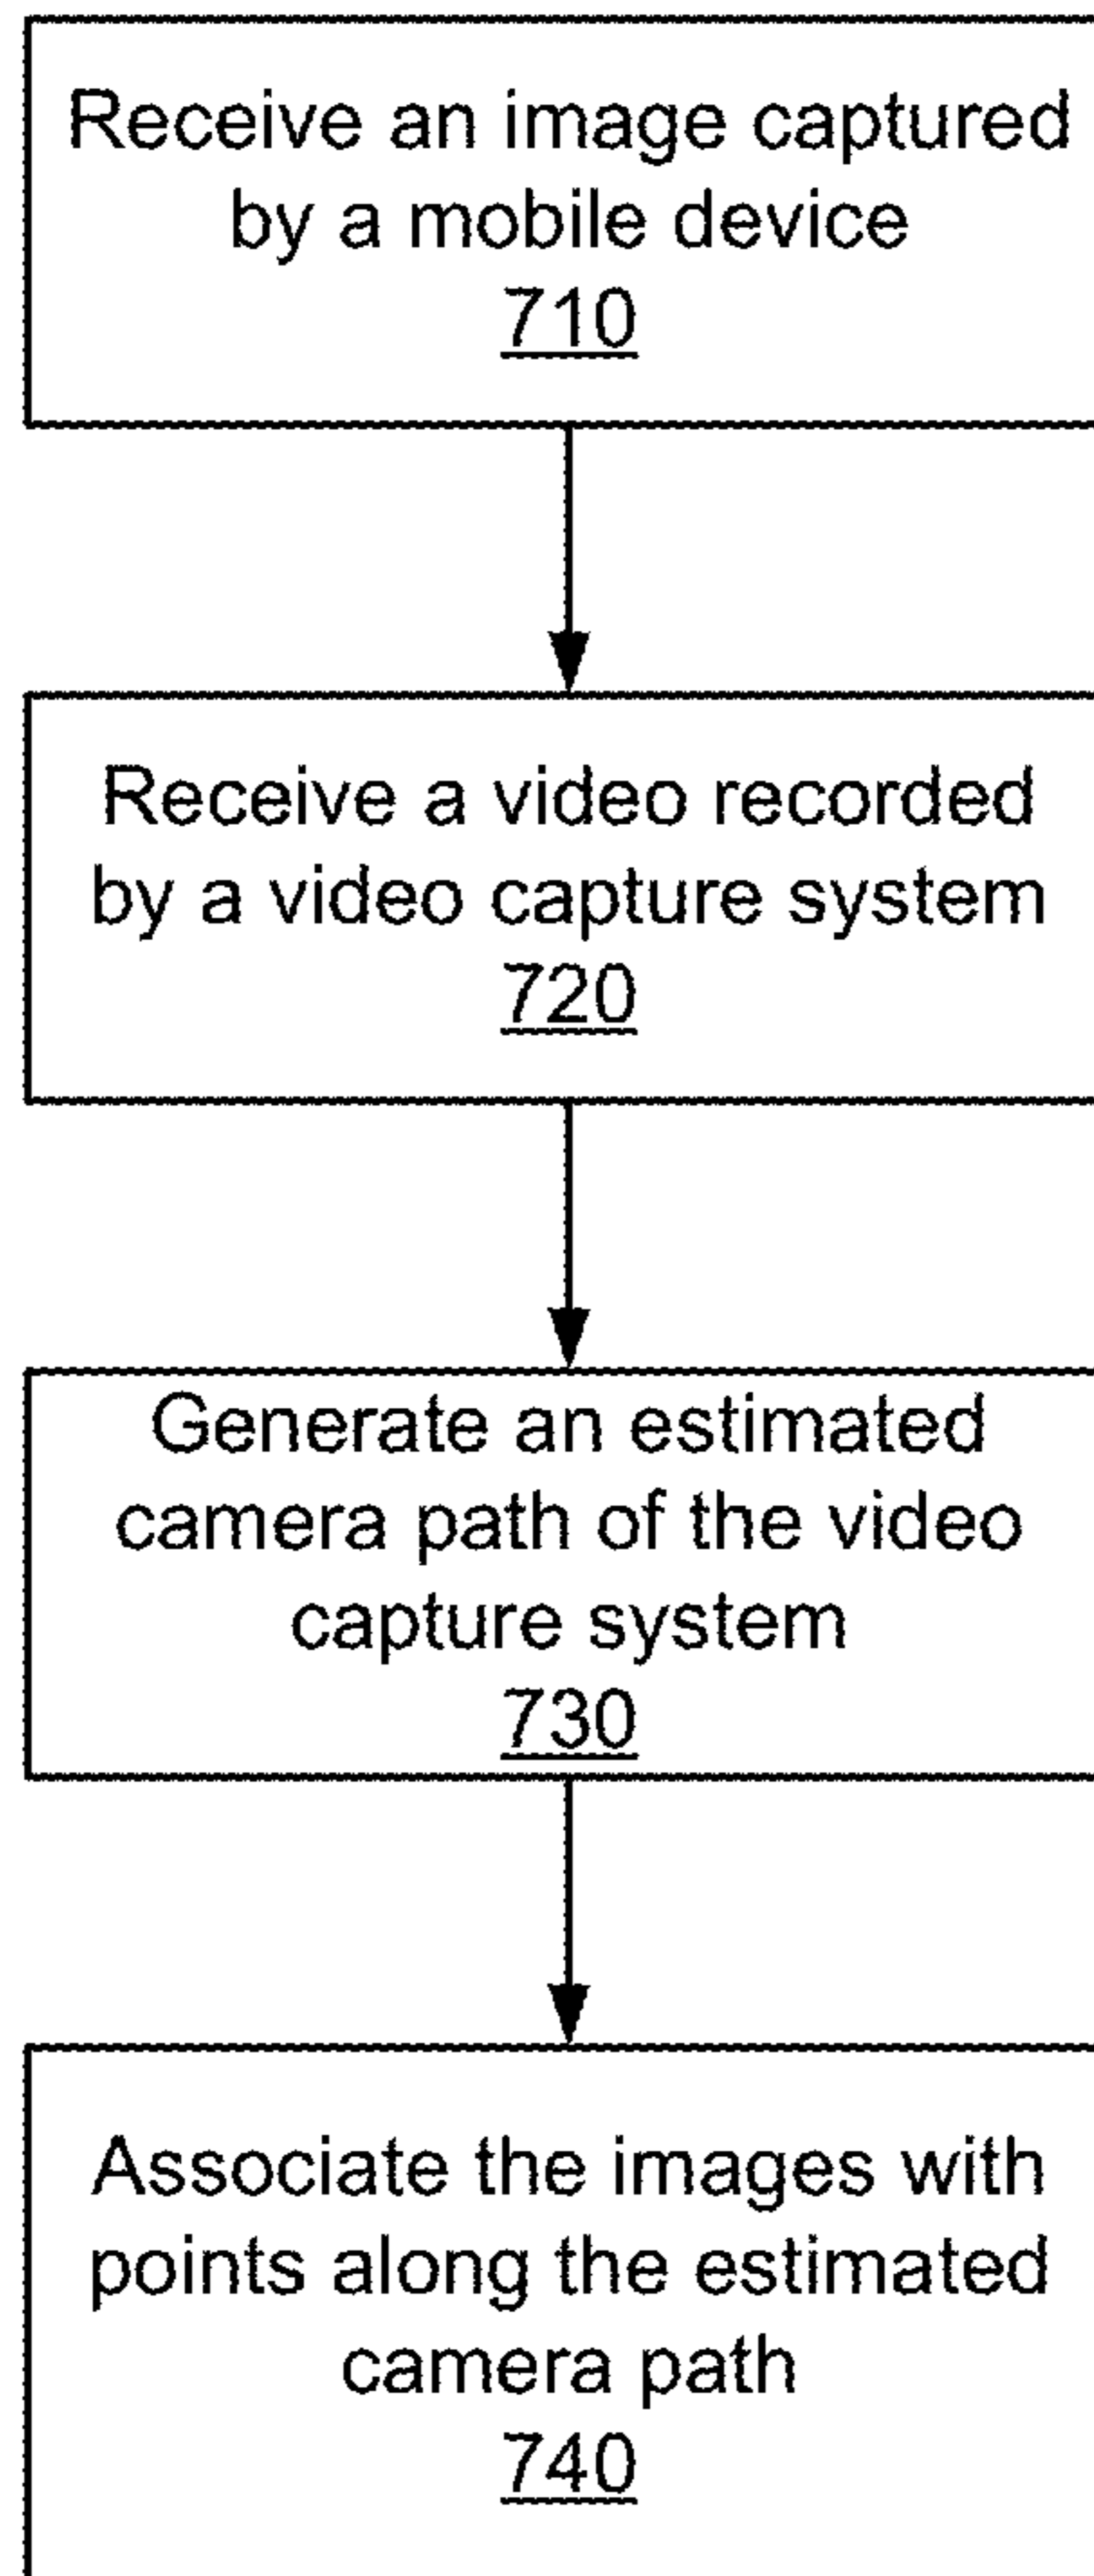 Receive an image captured
by a mobile device
710
Receive a video recorded
by a video capture system
720
Generate an estimated
camera path of the video
capture system
730
Associate the images with
points along the estimated
camera path
740